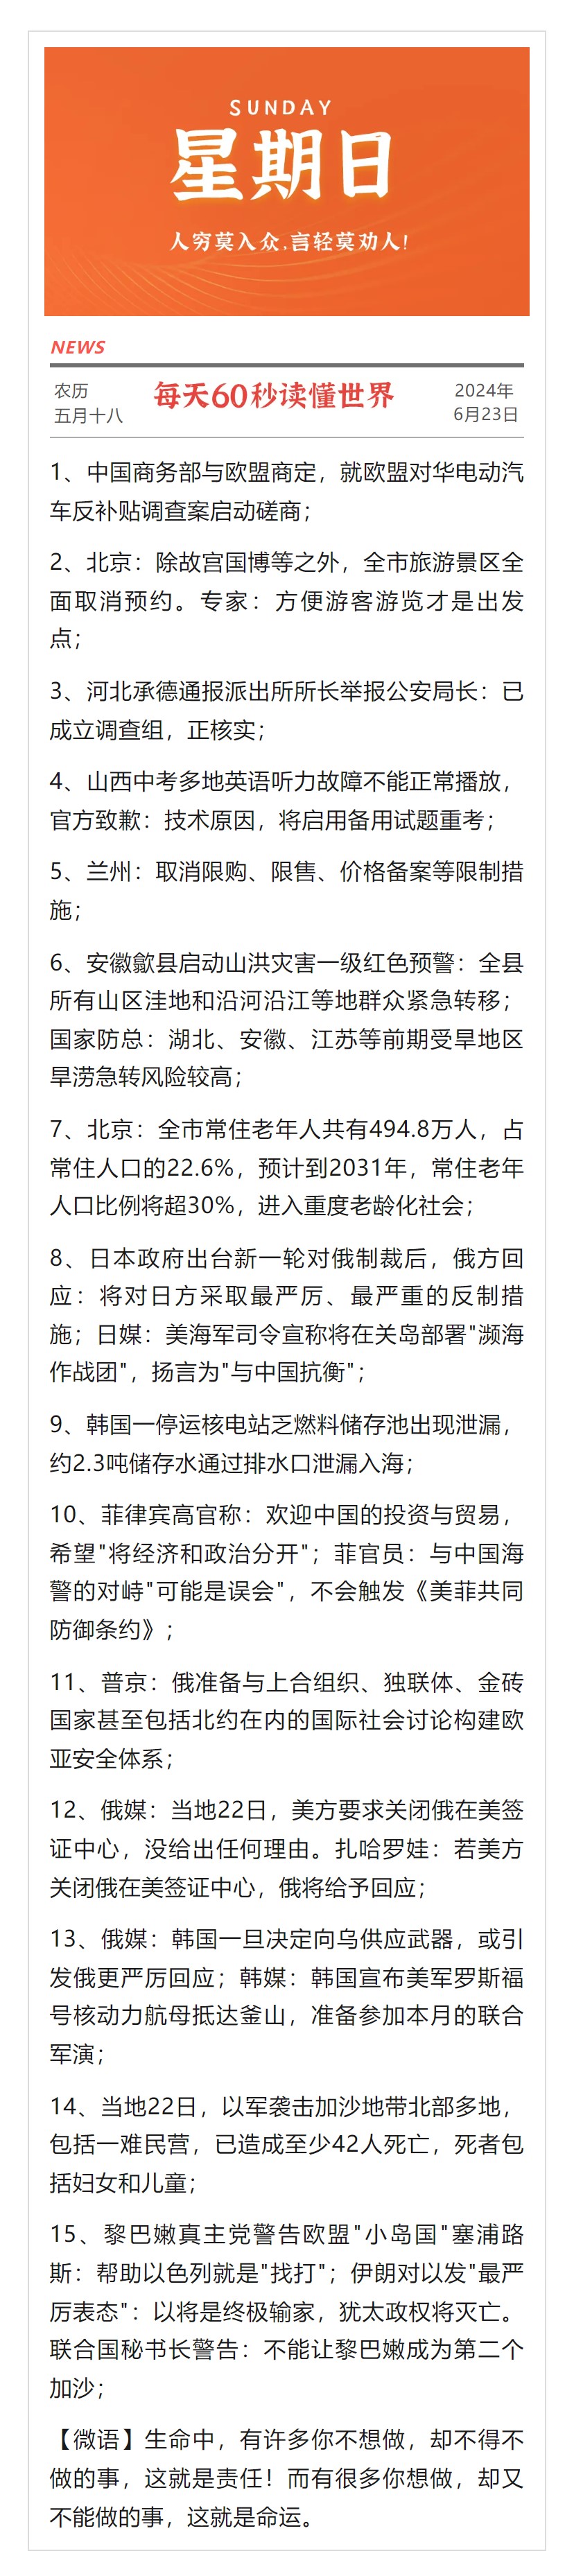 SUNDAY
星期日
人穷莫入众,言轻莫劝人!
NEWS
农历
五月十八
每天60秒读懂世界
2024年
6月23日
1、中国商务部与欧盟商定，就欧盟对华电动汽
车反补贴调查案启动磋商；
2、北京：除故宫国博等之外，全市旅游景区全
面取消预约。专家：方便游客游览才是出发
点；
3、河北承德通报派出所所长举报公安局长：已
成立调查组，正核实；
4、山西中考多地英语听力故障不能正常播放，
官方致歉：技术原因，将启用备用试题重考；
5、兰州：取消限购、限售、价格备案等限制措
施；
6、安徽歙县启动山洪灾害一级红色预警：全县
所有山区洼地和沿河沿江等地群众紧急转移；
国家防总：湖北、安徽、江苏等前期受旱地区
旱涝急转风险较高；
7、北京：全市常住老年人共有494.8万人，占
常住人口的22.6%，预计到2031年，常住老年
人口比例将超30%，进入重度老龄化社会；
8、日本政府出台新一轮对俄制裁后，俄方回
应：将对日方采取最严厉、最严重的反制措
施；日媒：美海军司令宣称将在关岛部署"濒海
作战团"，扬言为"与中国抗衡"；
9、韩国一停运核电站乏燃料储存池出现泄漏，
约2.3吨储存水通过排水口泄漏入海；
10、菲律宾高官称：欢迎中国的投资与贸易，
希望"将经济和政治分开"；菲官员：与中国海
警的对峙"可能是误会"，不会触发《美菲共同
防御条约》；
11、普京：俄准备与上合组织、独联体、金砖
国家甚至包括北约在内的国际社会讨论构建欧
亚安全体系；
12、俄媒：当地22日，美方要求关闭俄在美签
证中心，没给出任何理由。扎哈罗娃：若美方
关闭俄在美签证中心，俄将给予回应；
13、俄媒：韩国一旦决定向乌供应武器，或引
发俄更严厉回应；韩媒：韩国宣布美军罗斯福
号核动力航母抵达釜山，准备参加本月的联合
军演；
14、当地22日，以军袭击加沙地带北部多地，
包括一难民营，已造成至少42人死亡，死者包
括妇女和儿童；
15、黎巴嫩真主党警告欧盟"小岛国"塞浦路
斯：帮助以色列就是"找打"；伊朗对以发"最严
厉表态"：以将是终极输家，犹太政权将灭亡。
联合国秘书长警告：不能让黎巴嫩成为第二个
加沙；
【微语】生命中，有许多你不想做，却不得不
做的事，这就是责任！而有很多你想做，却又
不能做的事，这就是命运。